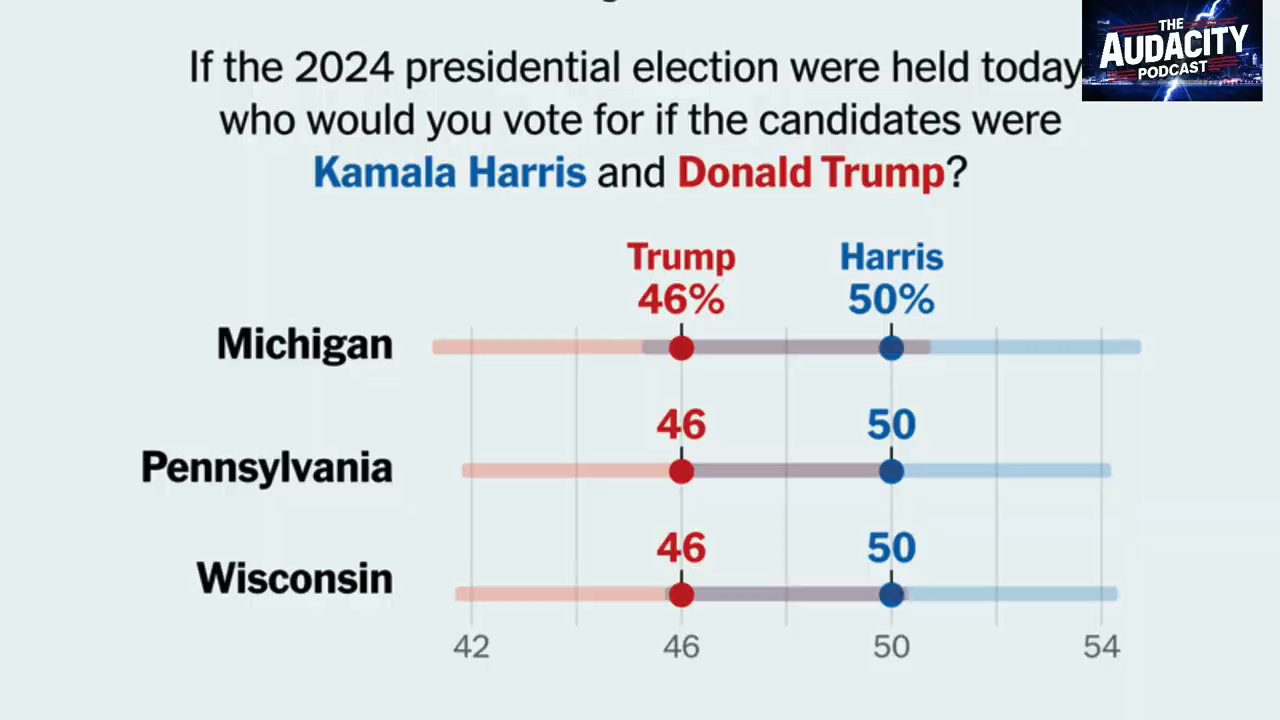 THE
AUDACITY
PODCAST
If the 2024 presidential election were held today
who would you vote for if the candidates were
Kamala Harris and Donald Trump?
Trump Harris
46% 50%
Michigan
46 50
Pennsylvania
46 50
Wisconsin
42 46 50 54